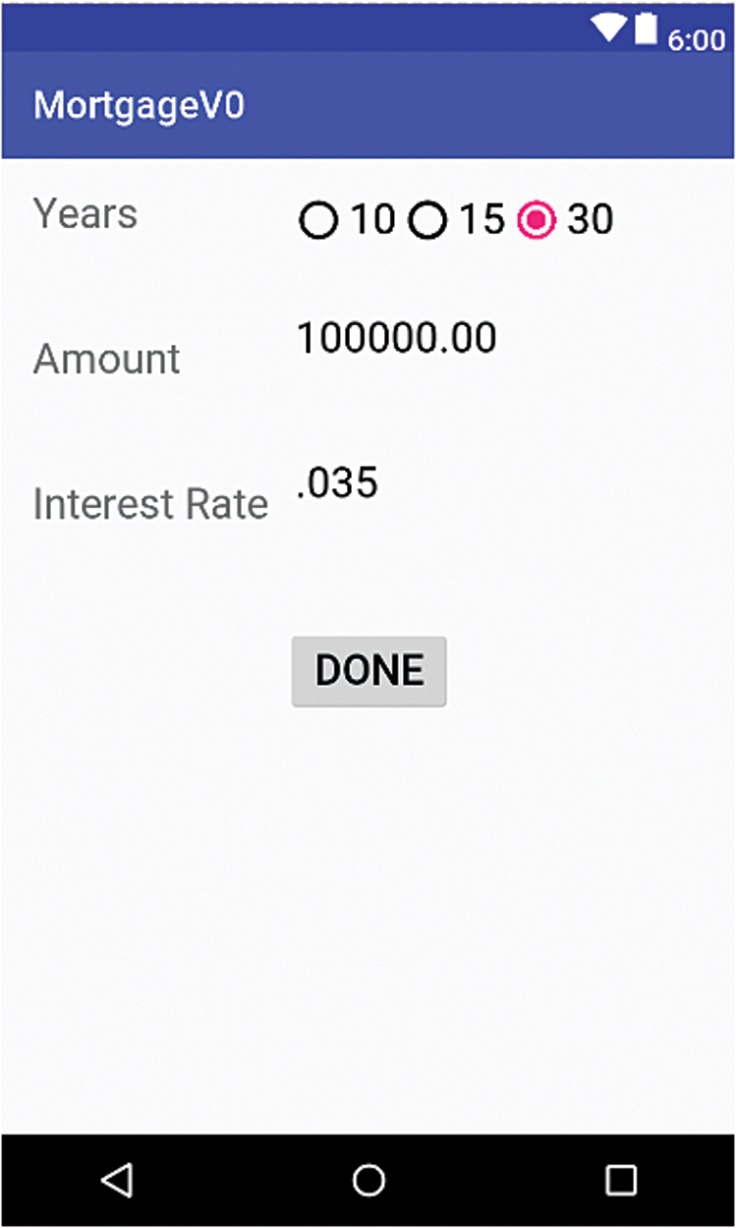 6:00
MortgageV0
Years 10 15 30
Amount 100000.00
Interest Rate .035
DONE